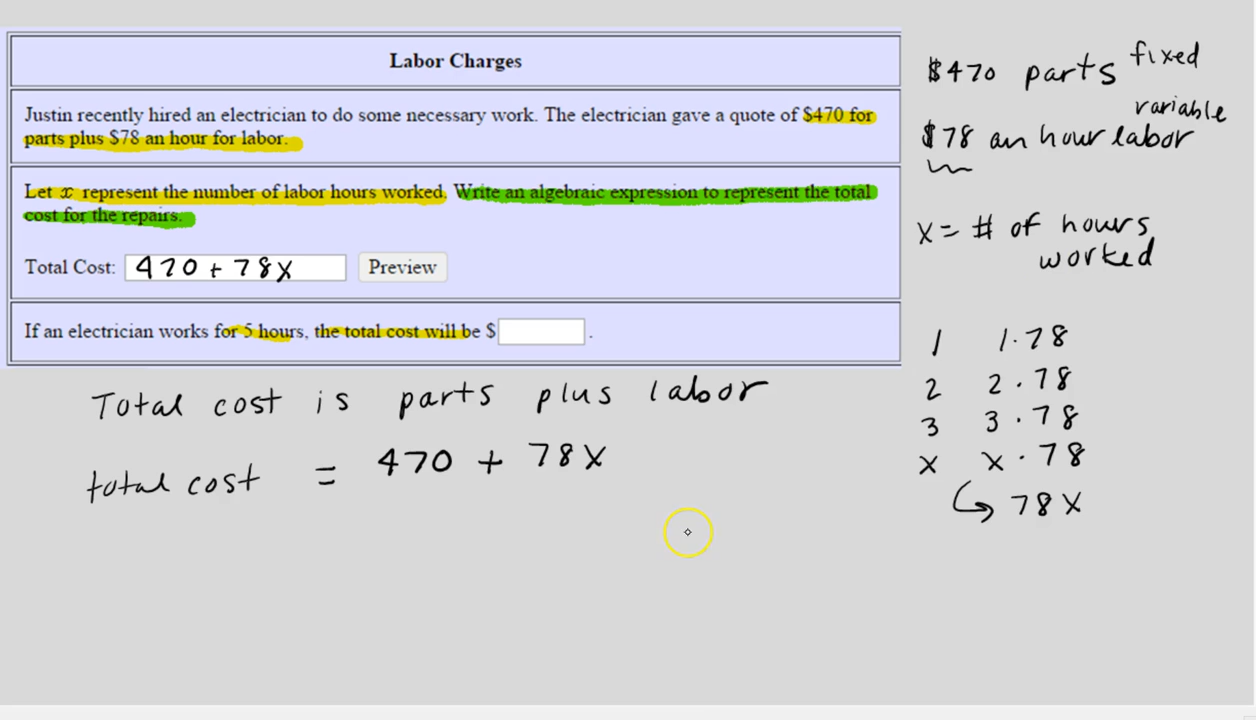 Labor Charges
Justin recently hired an electrician to do some necessary work. The electrician gave a quote of $470 for
parts plus $78 an hour for labor.
Let x represent the number of labor hours worked. Write an algebraic expression to represent the total
cost for the repairs.
Total Cost: 470 + 78x Preview
If an electrician works for 5 hours, the total cost will be $ .
Total cost is parts plus labor
total cost = 470 + 78x
$470 parts fixed
variable
$78 an hour labor
x = # of hours
worked
1 1·78
2 2·78
3 3·78
x x·78
78x